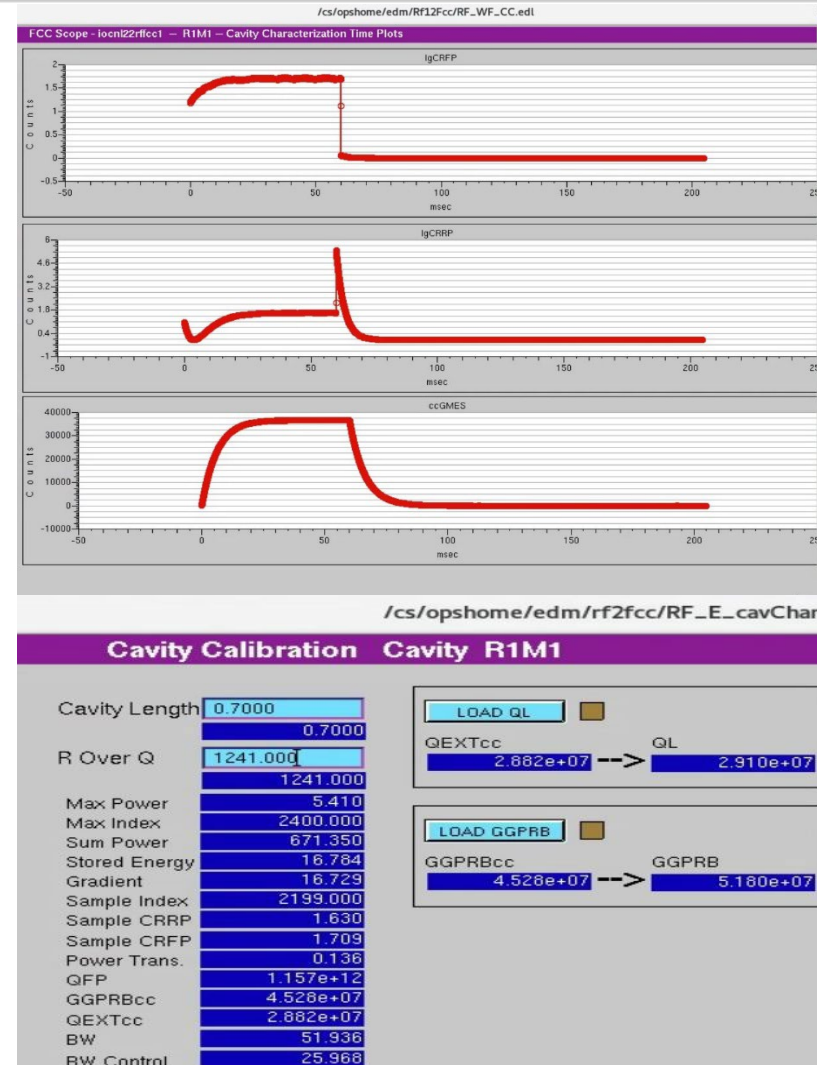 /cs/opshome/edm/Rf12Fcc/RF_WF_CC.edl
FCC Scope - iocnl22rffcc1 – R1M1 – Cavity Characterization Time Plots
lgCRFP
2
1.5
1
0.5
0
-0.5
Counts
-50 0 50 100 150 200 25
msec
lgCRRP
6
4.6
3.2
1.8
0.4
-1
Counts
-50 0 50 100 150 200 25
msec
ccGMES
40000
30000
20000
10000
0
-10000
Counts
-50 0 50 100 150 200 25
msec
/cs/opshome/edm/rf2fcc/RF_E_cavChar
Cavity Calibration Cavity R1M1
Cavity Length 0.7000
0.7000
R Over Q 1241.000
1241.000
Max Power 5.410
Max Index 2400.000
Sum Power 671.350
Stored Energy 16.784
Gradient 16.729
Sample Index 2199.000
Sample CRRP 1.630
Sample CRFP 1.709
Power Trans. 0.136
QFP 1.157e+12
GGPRBcc 4.528e+07
QEXTcc 2.882e+07
BW 51.936
BW Control 25.968
LOAD QL
QEXTcc QL
2.882e+07 --> 2.910e+07
LOAD GGPRB
GGPRBcc GGPRB
4.528e+07 --> 5.180e+07